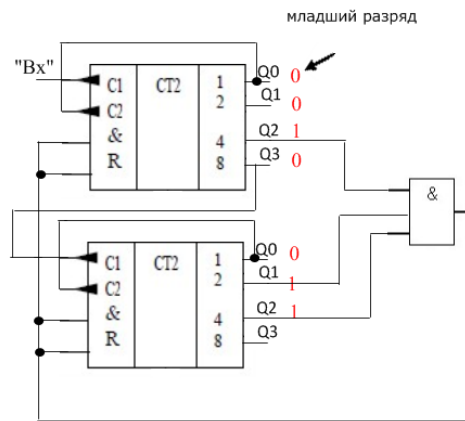 младший разряд
"Вх"
C1 CT2 1 Q0 0
C2 2 Q1 0
& 4 Q2 1
R 8 Q3 0
&
C1 CT2 1 Q0 0
C2 2 Q1 1
& 4 Q2 1
R 8 Q3